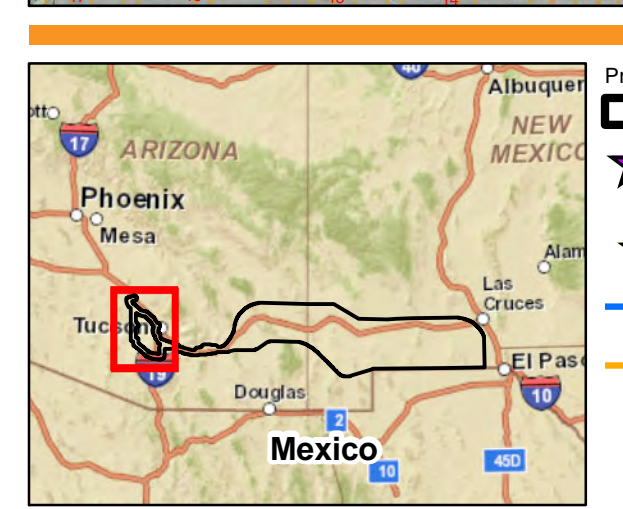 40
Albuquer
Pr
otto
17
ARIZONA
NEW
MEXICO
Phoenix
Mesa
Alam
Las
Cruces
Tucson
El Paso
19
10
Douglas
2
Mexico
10
45D